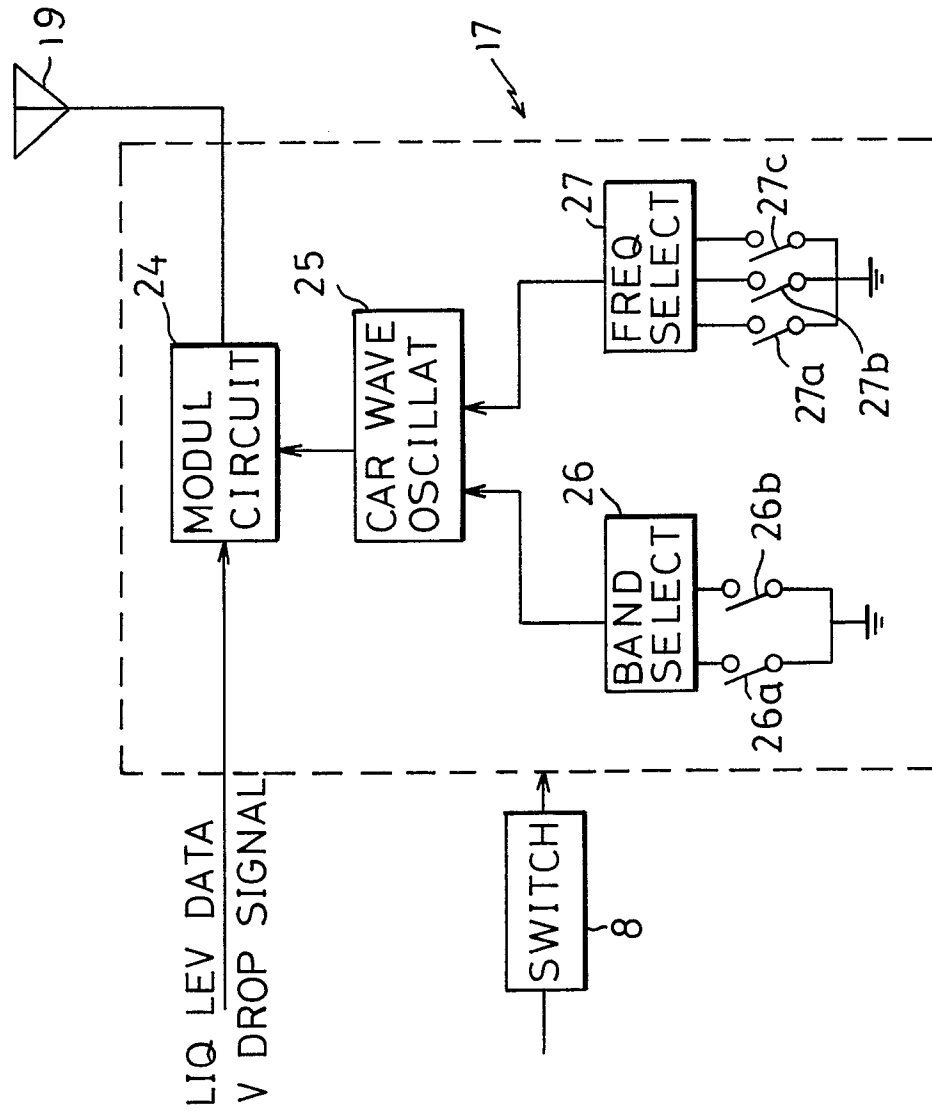 19
17
24
MODUL
CIRCUIT
25
CAR WAVE
OSCILLAT
26
BAND
SELECT
26a
26b
27
FREQ
SELECT
27a
27b
27c
LIQ LEV DATA
V DROP SIGNAL
SWITCH
8